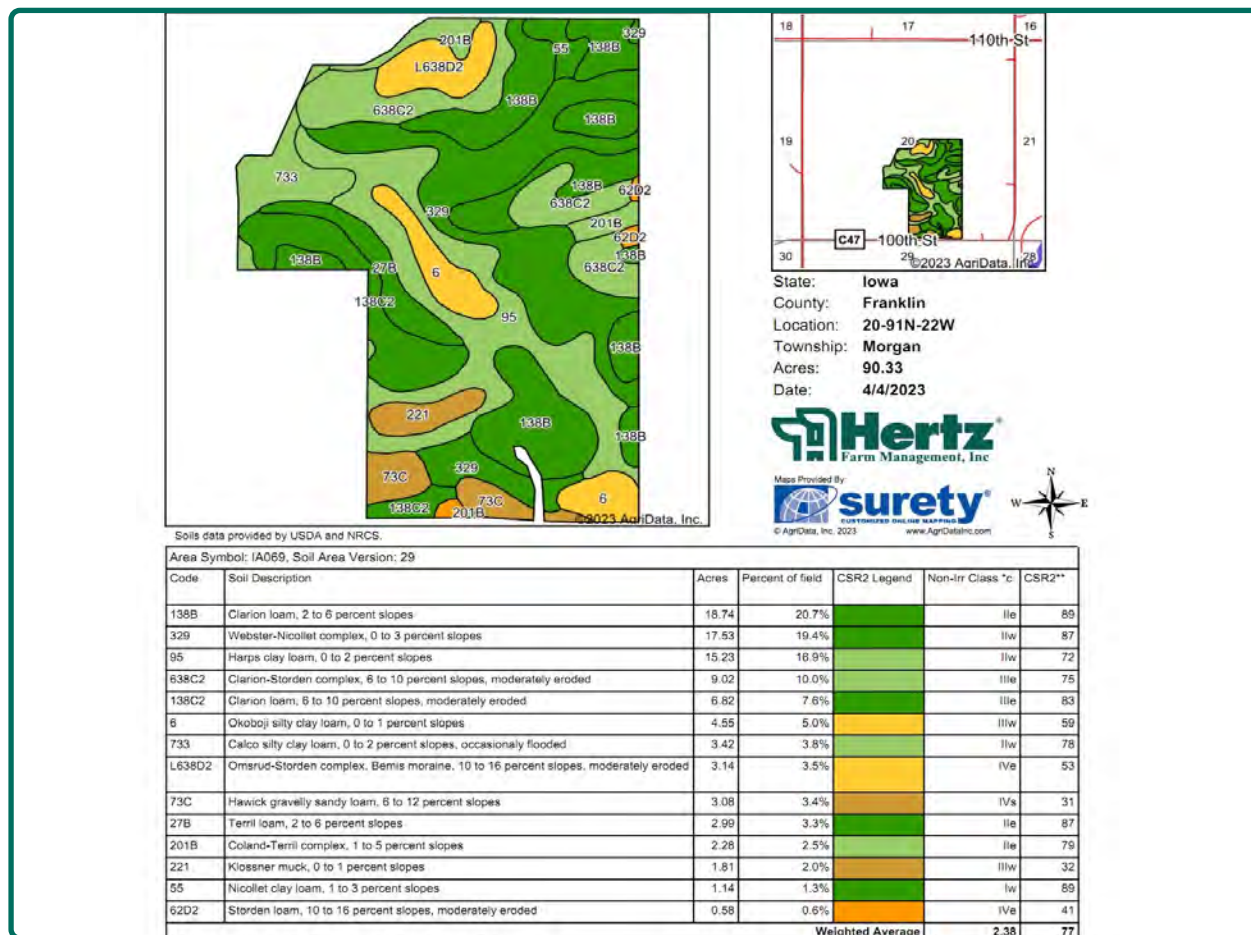 201B
55
138B
329
L638D2
638C2
138B
138B
733
138B
62D2
638C2
329
201B
62D2
138B
138B
27B
6
638C2
138C2
95
138B
221
138B
138B
329
73C
73C
6
138C2
201B
©2023 AgriData, Inc.
18
17
16
110th St
19
20
21
C47
100th St
30
29
28
©2023 AgriData, Inc.
State: Iowa
County: Franklin
Location: 20-91N-22W
Township: Morgan
Acres: 90.33
Date: 4/4/2023
Hertz®
Farm Management, Inc
Maps Provided By:
surety®
CUSTOMIZED ONLINE MAPPING
© AgriData, Inc. 2023 www.AgriDataInc.com
N
W E
S
Soils data provided by USDA and NRCS.
Area Symbol: IA069, Soil Area Version: 29
Code Soil Description Acres Percent of field CSR2 Legend Non-Irr Class *c CSR2**
138B Clarion loam, 2 to 6 percent slopes 18.74 20.7% IIe 89
329 Webster-Nicollet complex, 0 to 3 percent slopes 17.53 19.4% IIw 87
95 Harps clay loam, 0 to 2 percent slopes 15.23 16.9% IIw 72
638C2 Clarion-Storden complex, 6 to 10 percent slopes, moderately eroded 9.02 10.0% IIIe 75
138C2 Clarion loam, 6 to 10 percent slopes, moderately eroded 6.82 7.6% IIIe 83
6 Okoboji silty clay loam, 0 to 1 percent slopes 4.55 5.0% IIIw 59
733 Calco silty clay loam, 0 to 2 percent slopes, occasionaly flooded 3.42 3.8% IIw 78
L638D2 Omsrud-Storden complex, Bemis moraine, 10 to 16 percent slopes, moderately eroded 3.14 3.5% IVe 53
73C Hawick gravelly sandy loam, 6 to 12 percent slopes 3.08 3.4% IVs 31
27B Terril loam, 2 to 6 percent slopes 2.99 3.3% IIe 87
201B Coland-Terril complex, 1 to 5 percent slopes 2.28 2.5% IIe 79
221 Klossner muck, 0 to 1 percent slopes 1.81 2.0% IIIw 32
55 Nicollet clay loam, 1 to 3 percent slopes 1.14 1.3% Iw 89
62D2 Storden loam, 10 to 16 percent slopes, moderately eroded 0.58 0.6% IVe 41
Weighted Average 2.38 77